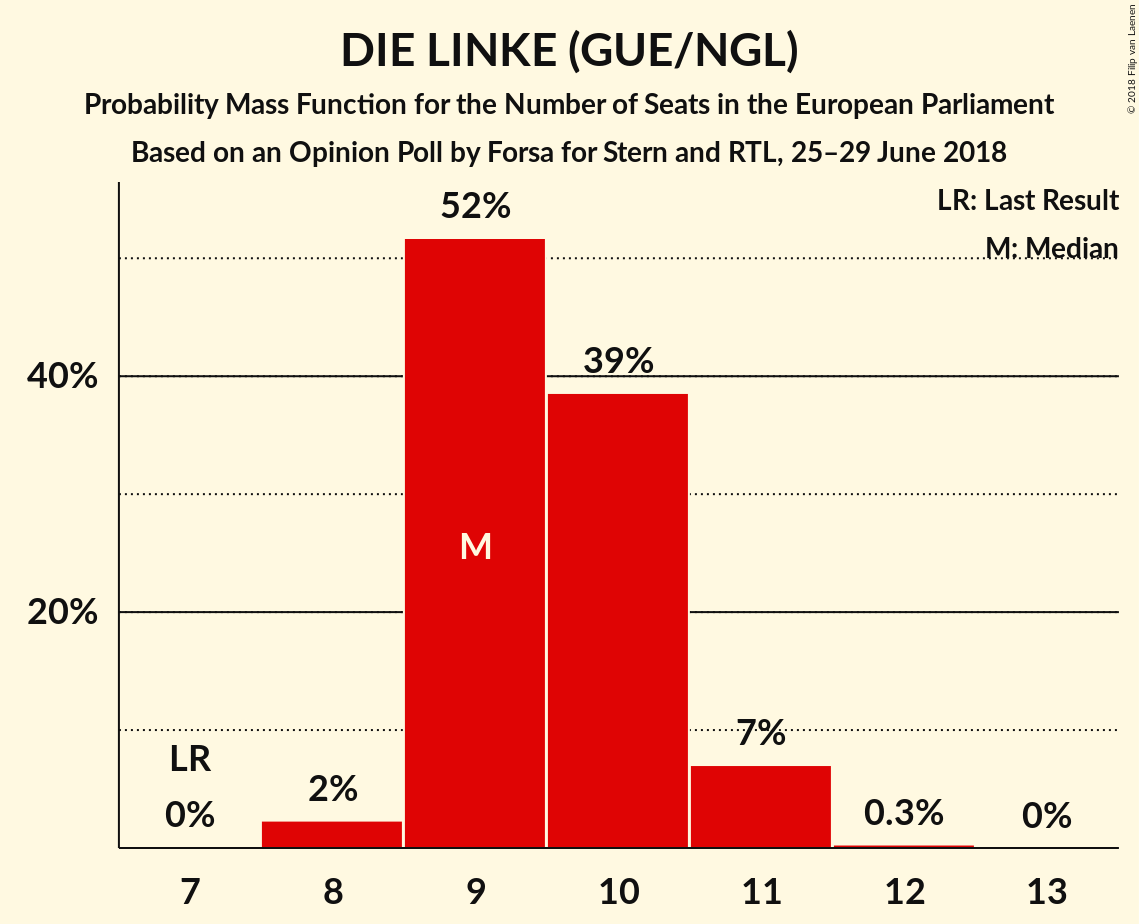 DIE LINKE (GUE/NGL)
Probability Mass Function for the Number of Seats in the European Parliament
Based on an Opinion Poll by Forsa for Stern and RTL, 25–29 June 2018
© 2018 Filip van Laenen
LR: Last Result
M: Median
52%
39%
40%
M
20%
7%
LR
2%
0%
0.3%
0%
7 8 9 10 11 12 13